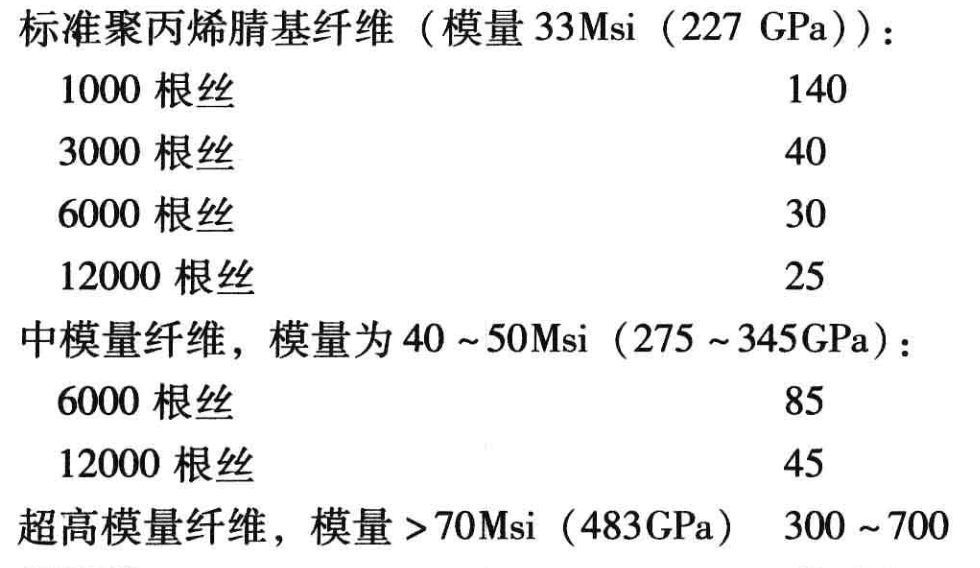 标准聚丙烯腈基纤维（模量 33Msi（227 GPa））：
1000 根丝 140
3000 根丝 40
6000 根丝 30
12000 根丝 25
中模量纤维，模量为 40～50Msi（275～345GPa）：
6000 根丝 85
12000 根丝 45
超高模量纤维，模量＞70Msi（483GPa） 300～700